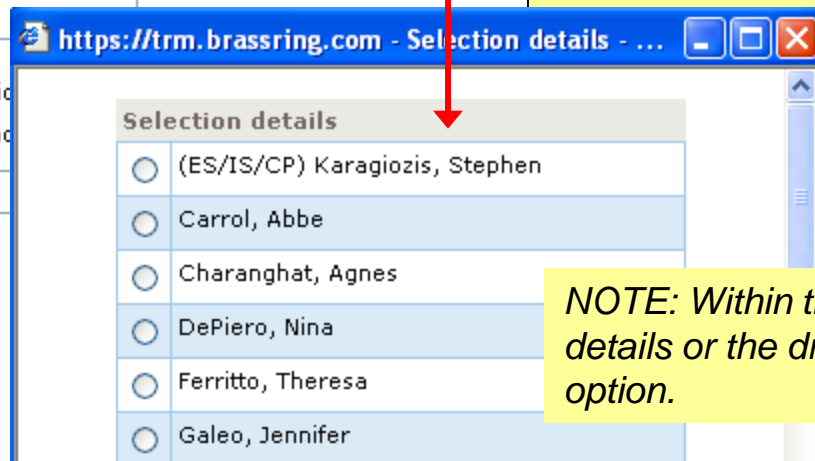 https://trm.brassring.com - Selection details - ...
Selection details
(ES/IS/CP) Karagiozis, Stephen
Carrol, Abbe
Charanghat, Agnes
DePiero, Nina
Ferritto, Theresa
Galeo, Jennifer
NOTE: Within
details or the
option.